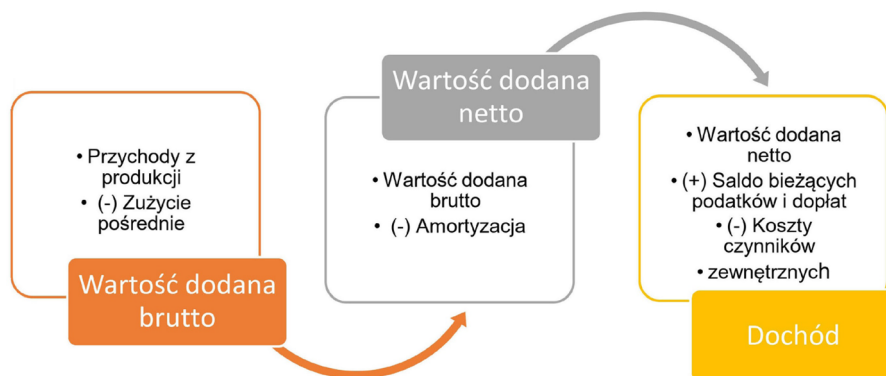 • Przychody z
produkcji
• (-) Zużycie
pośrednie
Wartość dodana
brutto
Wartość dodana
netto
• Wartość dodana
brutto
• (-) Amortyzacja
• Wartość dodana
netto
• (+) Saldo bieżących
podatków i dopłat
• (-) Koszty
czynników
• zewnętrznych
Dochód